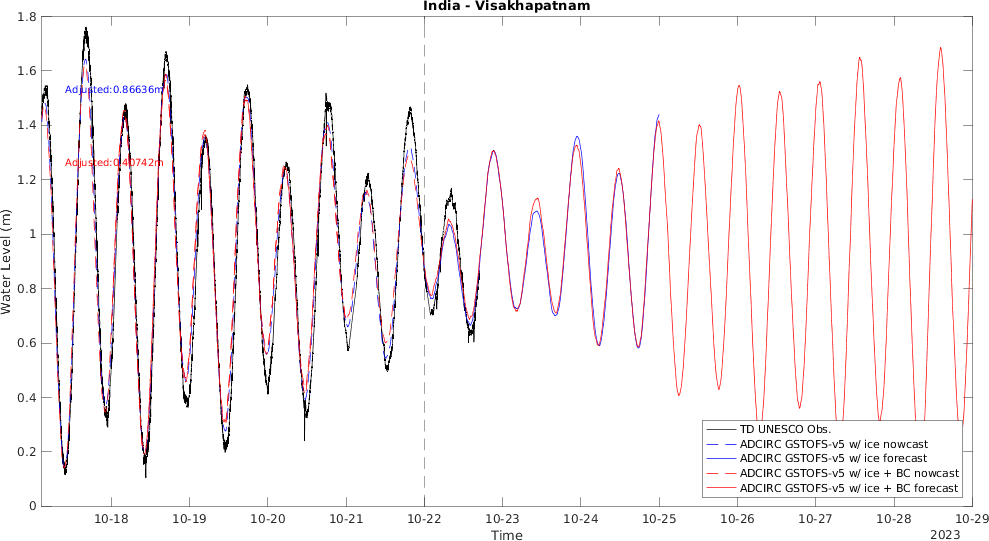 India - Visakhapatnam
Water Level (m)
1.8
1.6
1.4
1.2
1
0.8
0.6
0.4
0.2
0
Adjusted:0.86636m
Adjusted:0.40742m
TD UNESCO Obs.
ADCIRC GSTOFS-v5 w/ ice nowcast
ADCIRC GSTOFS-v5 w/ ice forecast
ADCIRC GSTOFS-v5 w/ ice + BC nowcast
ADCIRC GSTOFS-v5 w/ ice + BC forecast
10-18 10-19 10-20 10-21 10-22 10-23 10-24 10-25 10-26 10-27 10-28 10-29
Time
2023